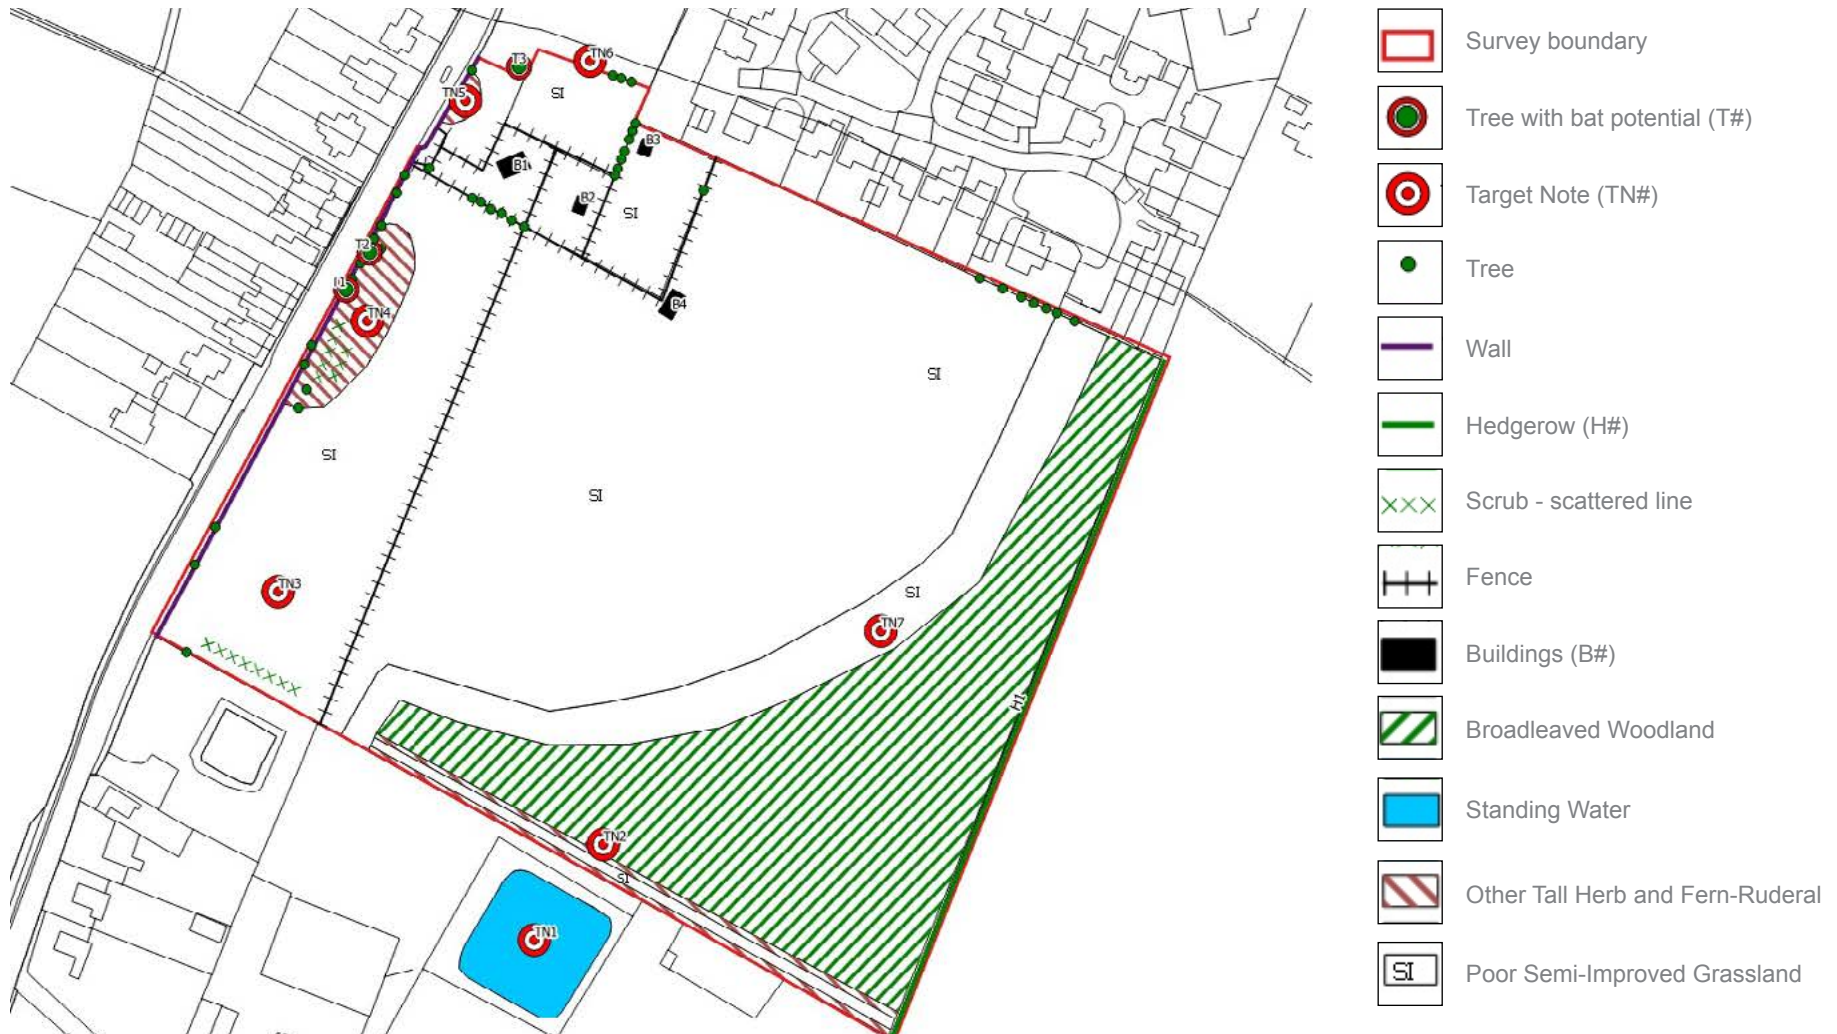 T3
TN6
TN5
SI
B3
B1
B2
SI
T2
T1
TN4
B4
SI
SI
SI
TN3
SI
TN7
H1
TN2
SI
TN1
Survey boundary
Tree with bat potential (T#)
Target Note (TN#)
Tree
Wall
Hedgerow (H#)
Scrub - scattered line
Fence
Buildings (B#)
Broadleaved Woodland
Standing Water
Other Tall Herb and Fern-Ruderal
SI
Poor Semi-Improved Grassland